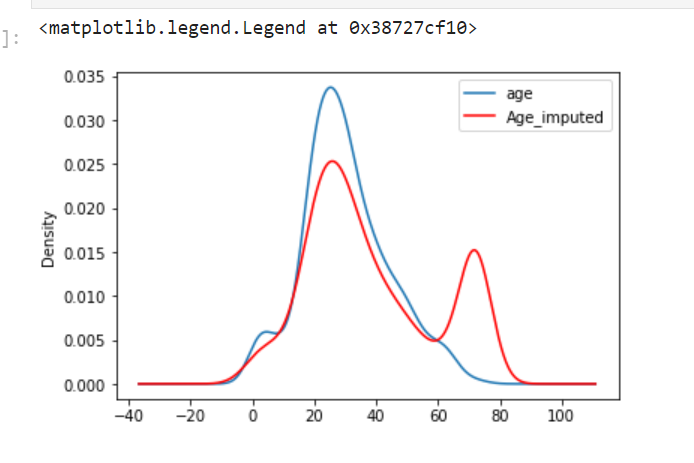 <matplotlib.legend.Legend at 0x38727cf10>
]:
0.035
0.030
0.025
0.020
0.015
0.010
0.005
0.000
Density
age
Age_imputed
−40 −20 0 20 40 60 80 100